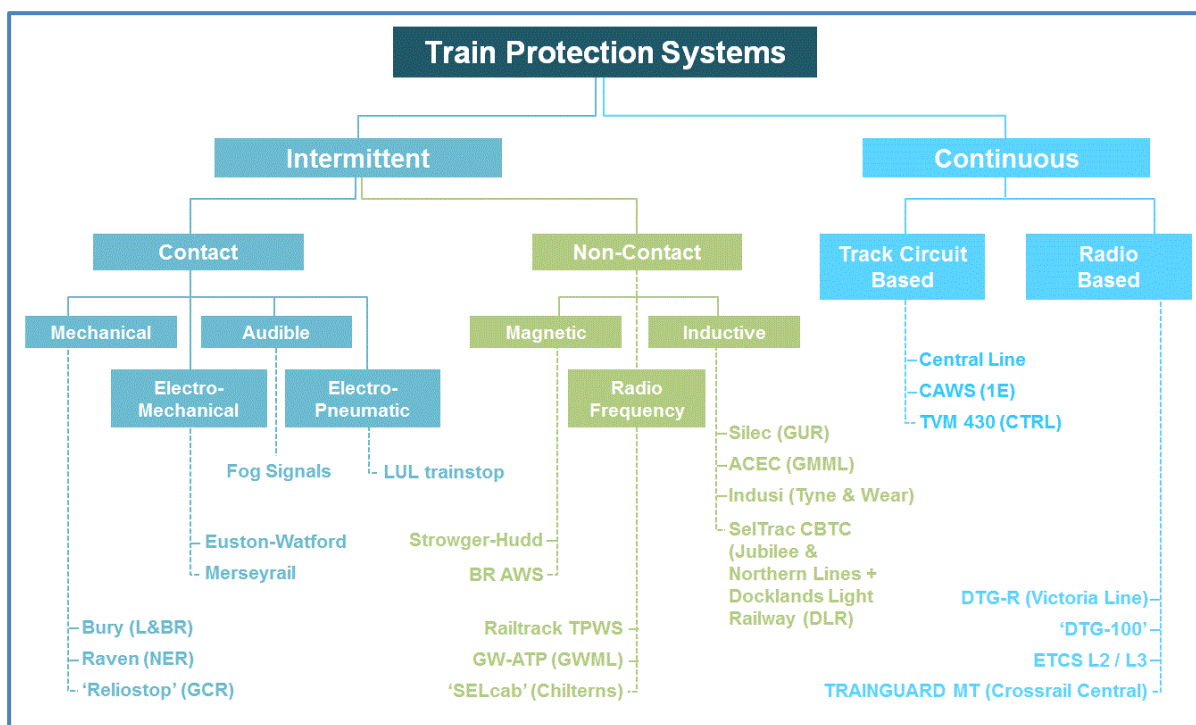 Train Protection Systems
Intermittent
Continuous
Contact
Non-Contact
Track Circuit
Based
Radio
Based
Mechanical
Audible
Magnetic
Inductive
Electro-
Mechanical
Electro-
Pneumatic
Radio
Frequency
Central Line
CAWS (1E)
TVM 430 (CTRL)
Silec (GUR)
ACEC (GMML)
Indusi (Tyne & Wear)
SelTrac CBTC
(Jubilee &
Northern Lines +
Docklands Light
Railway (DLR)
Fog Signals
LUL trainstop
Euston-Watford
Merseyrail
Strowger-Hudd
BR AWS
Bury (L&BR)
Raven (NER)
‘Reliostop’ (GCR)
Railtrack TPWS
GW-ATP (GWML)
‘SELcab’ (Chilterns)
DTG-R (Victoria Line)
‘DTG-100’
ETCS L2 / L3
TRAINGUARD MT (Crossrail Central)